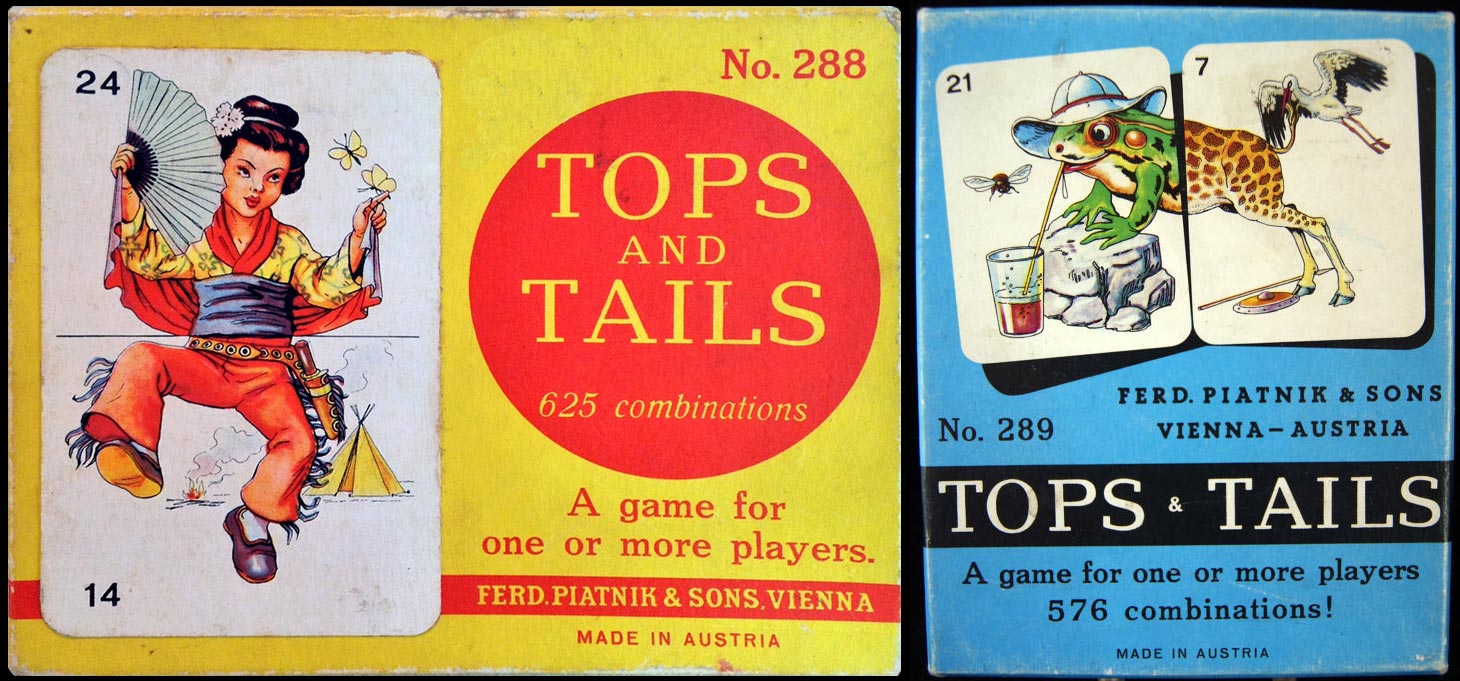 24
No. 288
TOPS
AND
TAILS
625 combinations
14
A game for
one or more players.
FERD. PIATNIK & SONS, VIENNA
MADE IN AUSTRIA
21
7
FERD. PIATNIK & SONS
VIENNA – AUSTRIA
No. 289
TOPS & TAILS
A game for one or more players
576 combinations!
MADE IN AUSTRIA